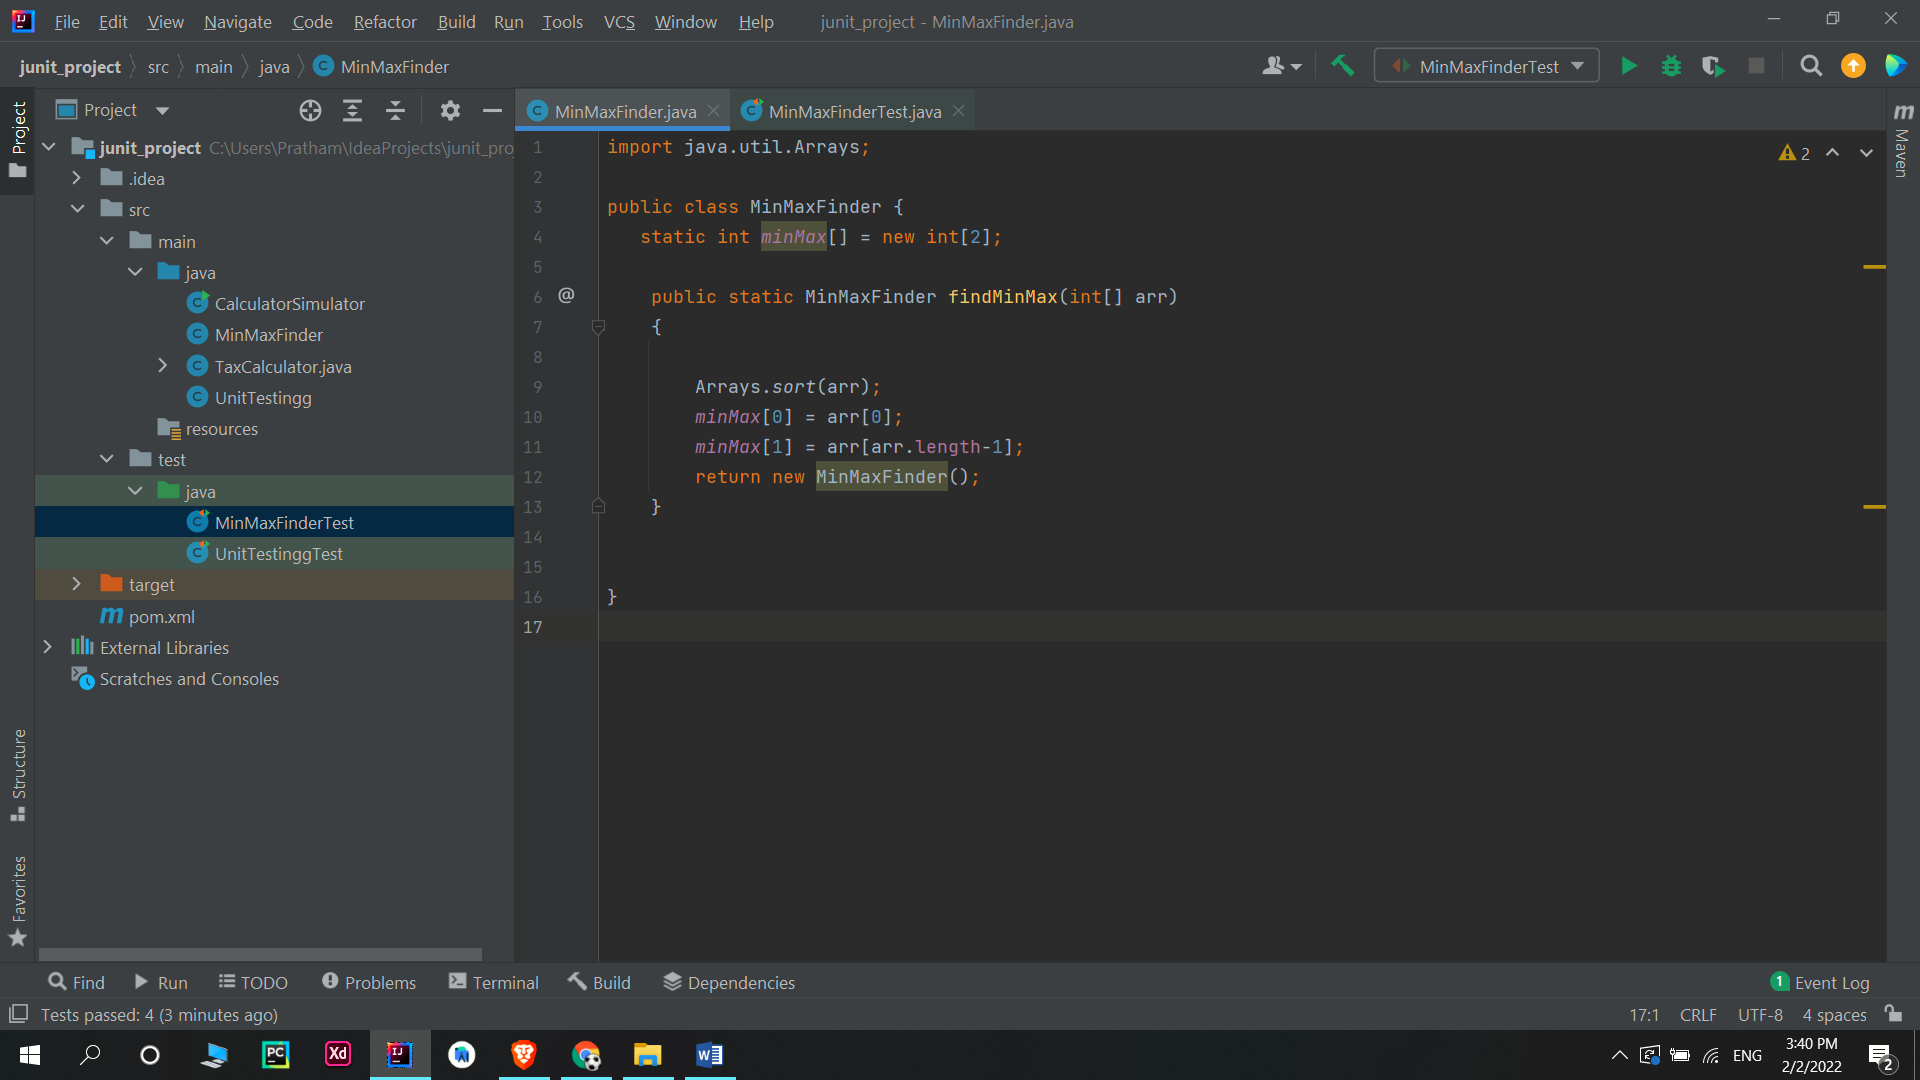 File Edit View Navigate Code Refactor Build Run Tools VCS Window Help junit_project - MinMaxFinder.java
junit_project src main java MinMaxFinder MinMaxFinderTest
Project
Project
MinMaxFinder.java MinMaxFinderTest.java
Maven
junit_project C:\Users\Pratham\IdeaProjects\junit_pro
.idea
src
main
java
CalculatorSimulator
MinMaxFinder
TaxCalculator.java
UnitTestingg
resources
test
java
MinMaxFinderTest
UnitTestinggTest
target
pom.xml
External Libraries
Scratches and Consoles
Structure
Favorites
2
1 import java.util.Arrays;
2
3 public class MinMaxFinder {
4 static int minMax[] = new int[2];
5
6 @ public static MinMaxFinder findMinMax(int[] arr)
7 {
8
9 Arrays.sort(arr);
10 minMax[0] = arr[0];
11 minMax[1] = arr[arr.length-1];
12 return new MinMaxFinder();
13 }
14
15
16 }
17
Find Run TODO Problems Terminal Build Dependencies 1 Event Log
Tests passed: 4 (3 minutes ago) 17:1 CRLF UTF-8 4 spaces
PC Xd IJ W ENG 3:40 PM
2/2/2022 2